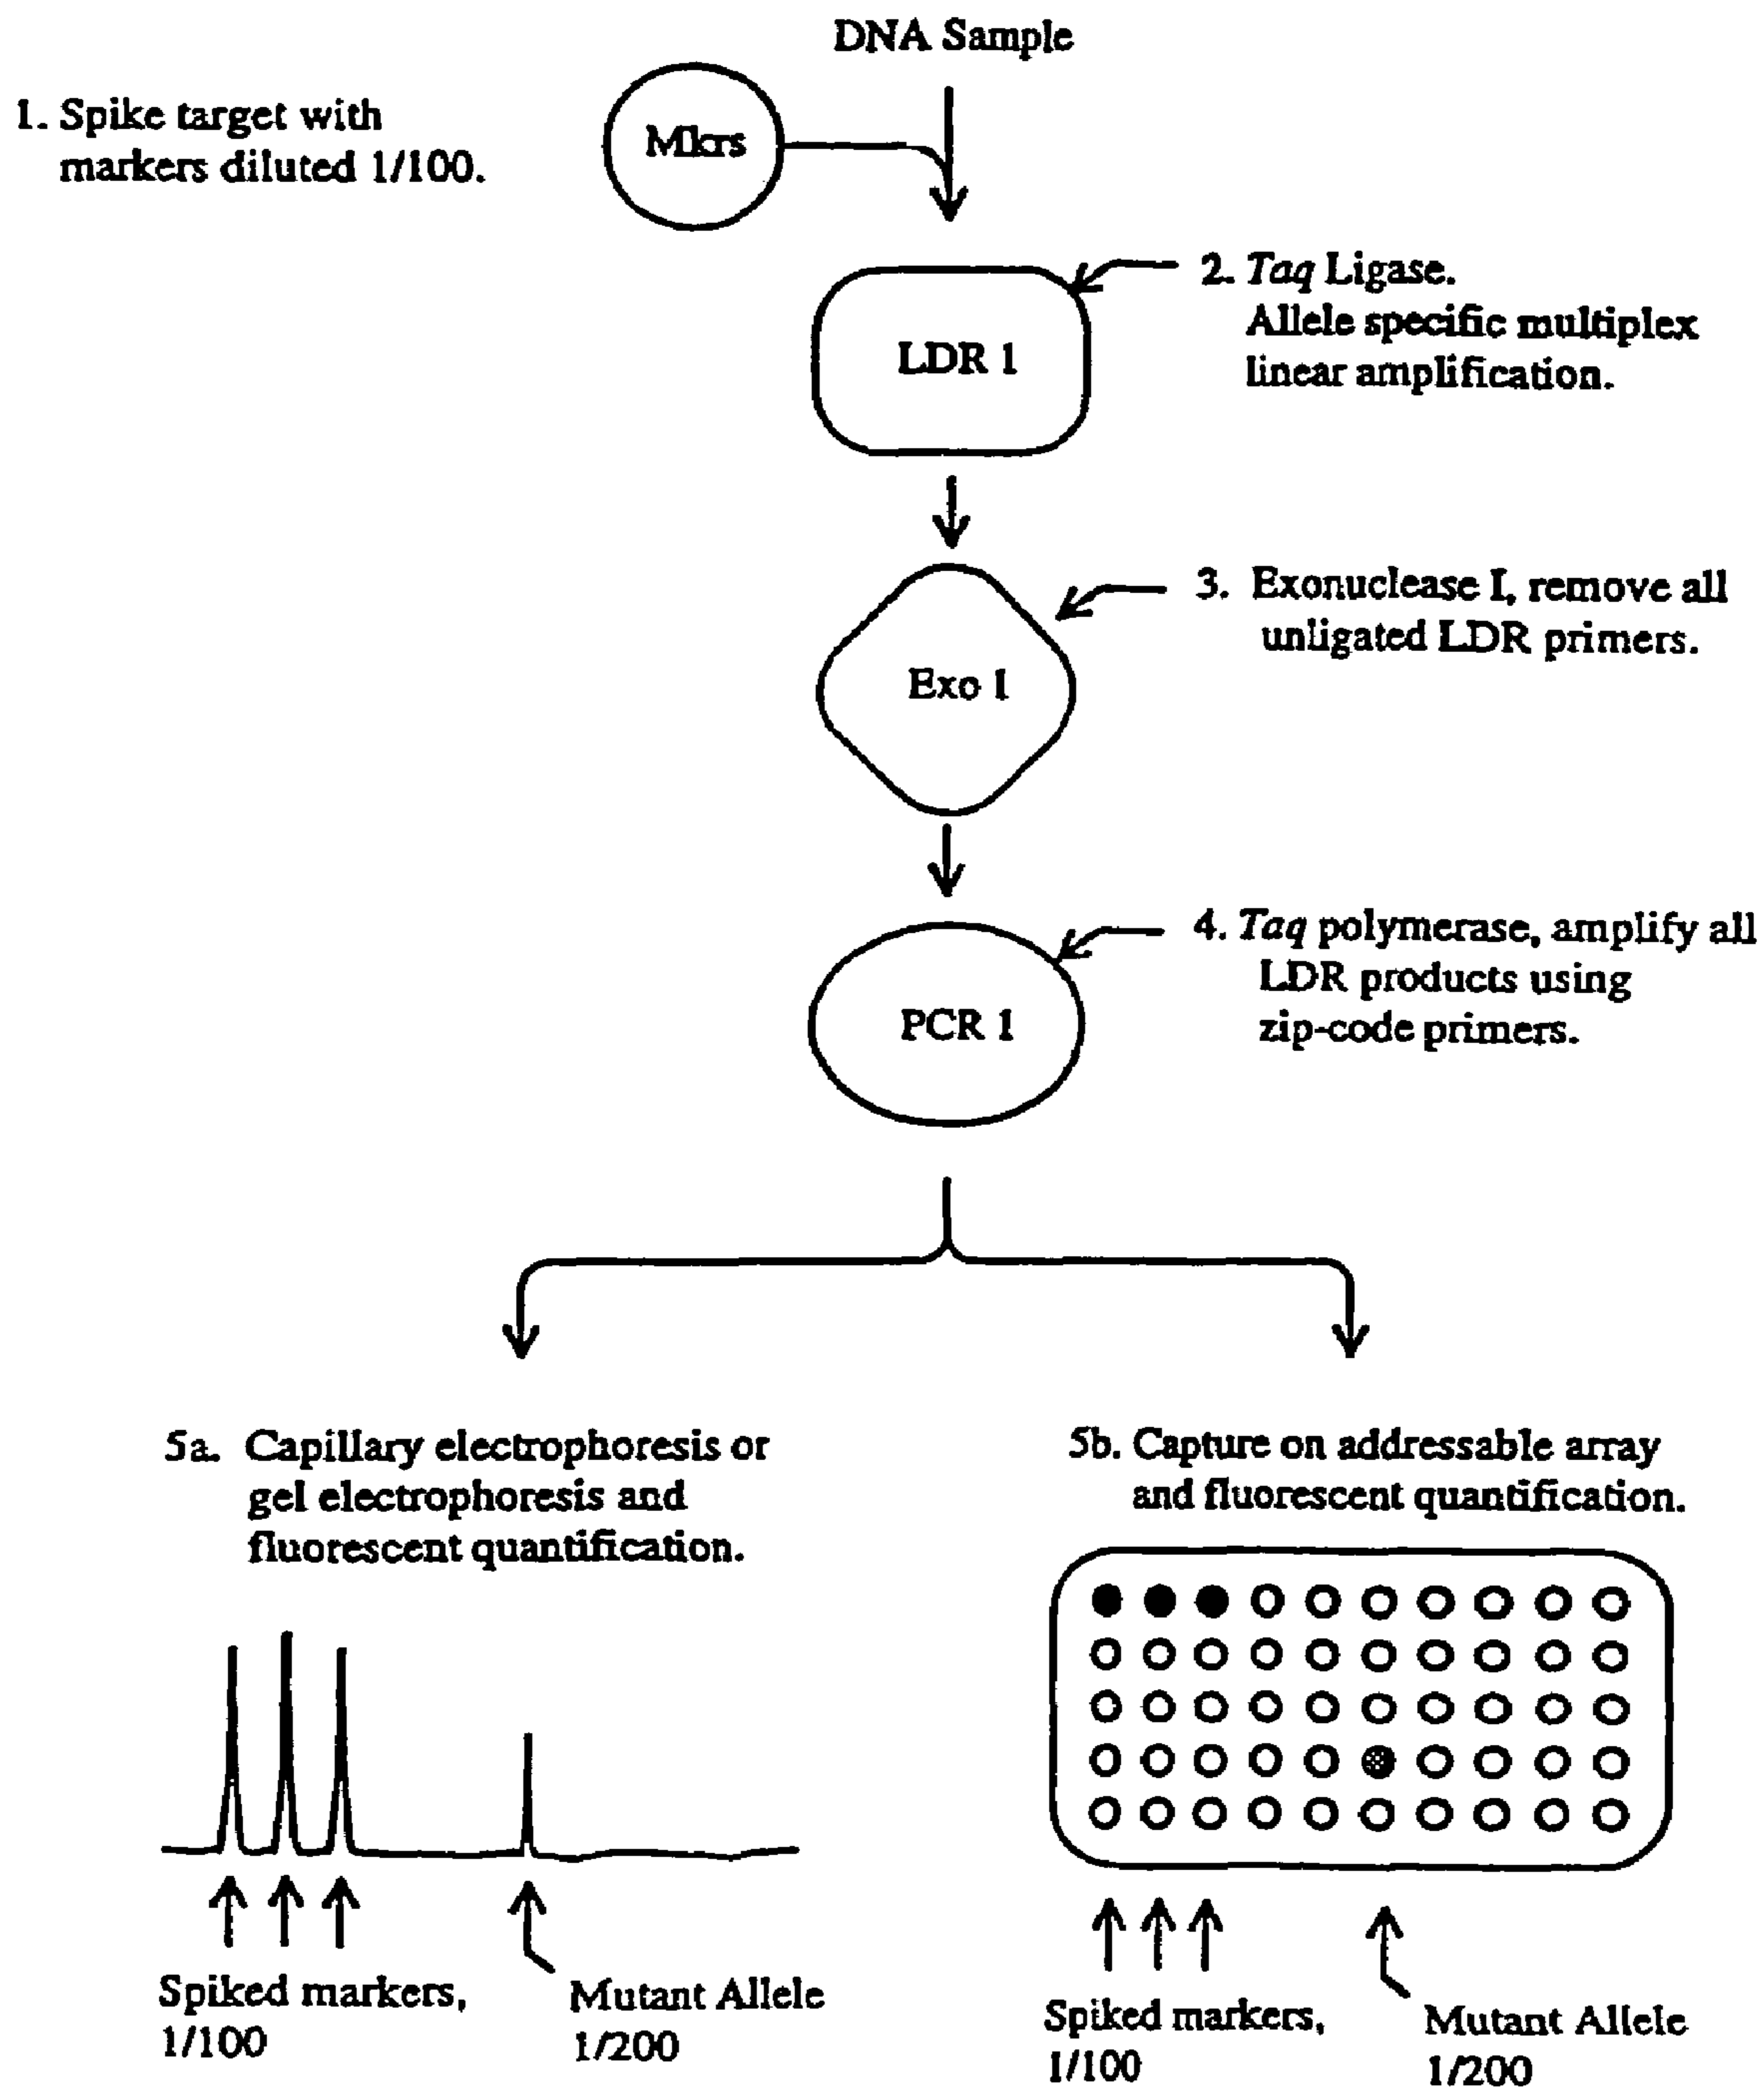 DNA Sample
1. Spike target with
markers diluted 1/100.
Mkrs
2. Taq Ligase.
Allele specific multiplex
linear amplification.
LDR 1
3. Exonuclease I, remove all
unligated LDR primers.
Exo 1
4. Taq polymerase, amplify all
LDR products using
zip-code primers.
PCR 1
5a. Capillary electrophoresis or
gel electrophoresis and
fluorescent quantification.
5b. Capture on addressable array
and fluorescent quantification.
Spiked markers,
1/100
Mutant Allele
1/200
Spiked markers,
1/100
Mutant Allele
1/200